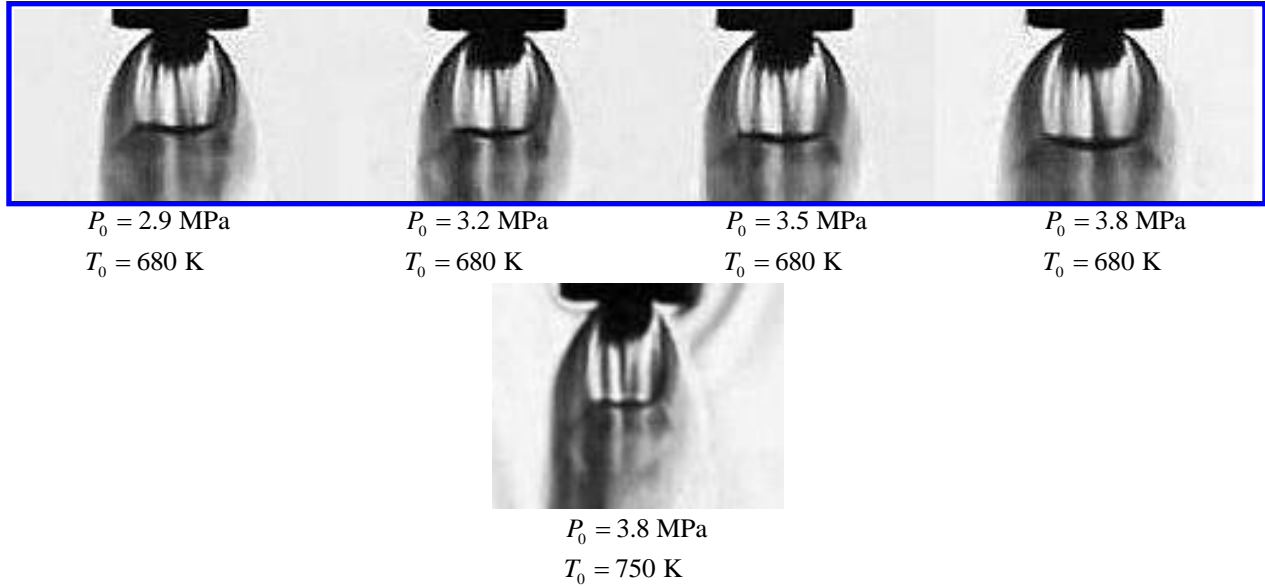 P₀ = 2.9 MPa
T₀ = 680 K
P₀ = 3.2 MPa
T₀ = 680 K
P₀ = 3.5 MPa
T₀ = 680 K
P₀ = 3.8 MPa
T₀ = 680 K
P₀ = 3.8 MPa
T₀ = 750 K